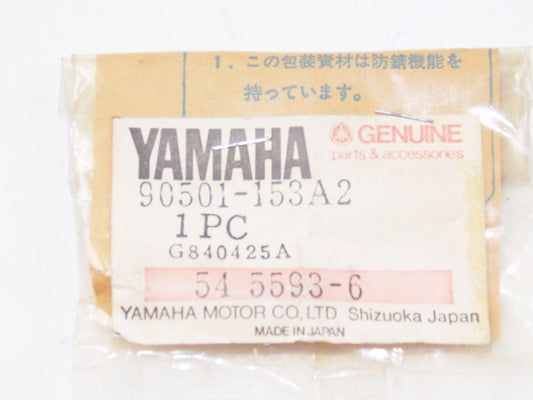 1. この包装資材は防錆機能を
持っています。
YAMAHA GENUINE
parts & accessories
90501-153A2
1 PC
G840425A
54 5593-6
YAMAHA MOTOR CO., LTD Shizuoka Japan
MADE IN JAPAN